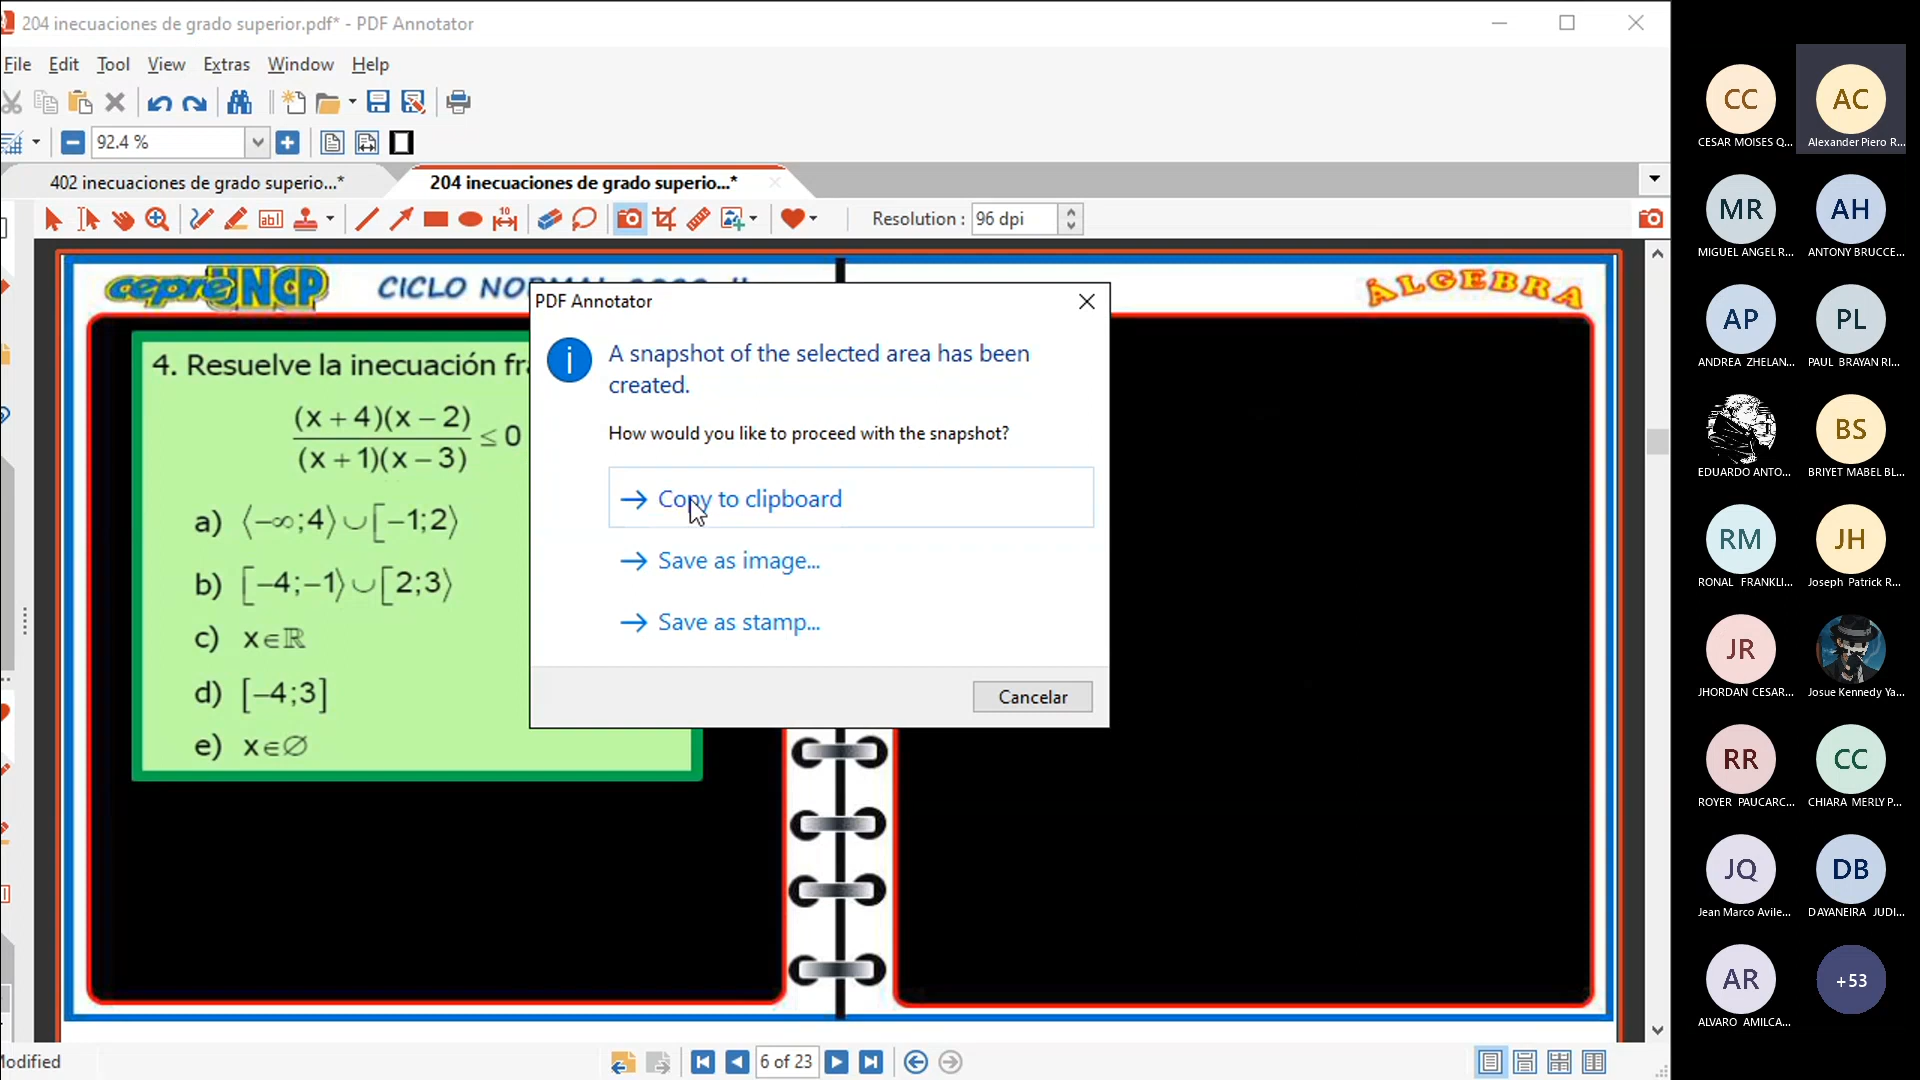 204 inecuaciones de grado superior.pdf* - PDF Annotator
File Edit Tool View Extras Window Help
92.4 %
402 inecuaciones de grado superio...*
204 inecuaciones de grado superio...*
Resolution : 96 dpi
cepreUNCP
CICLO
ÁLGEBRA
4. Resuelve la inecuación
(x + 4)(x − 2)
≤ 0
(x + 1)(x − 3)
a) ⟨−∞;4⟩∪[−1;2⟩
b) [−4;−1⟩∪[2;3⟩
c) x∈ℝ
d) [−4;3]
e) x∈∅
PDF Annotator
A snapshot of the selected area has been
created.
How would you like to proceed with the snapshot?
→ Copy to clipboard
→ Save as image...
→ Save as stamp...
Cancelar
6 of 23
CC
CESAR MOISES Q...
AC
Alexander Piero R...
MR
MIGUEL ANGEL R...
AH
ANTONY BRUCCE...
AP
ANDREA ZHELAN...
PL
PAUL BRAYAN RI...
EDUARDO ANTO...
BS
BRIYET MABEL BL...
RM
RONAL FRANKLI...
JH
Joseph Patrick R...
JR
JHORDAN CESAR...
Josue Kennedy Ya...
RR
ROYER PAUCARC...
CC
CHIARA MERLY P...
JQ
Jean Marco Avile...
DB
DAYANEIRA JUDI...
AR
ALVARO AMILCA...
+53